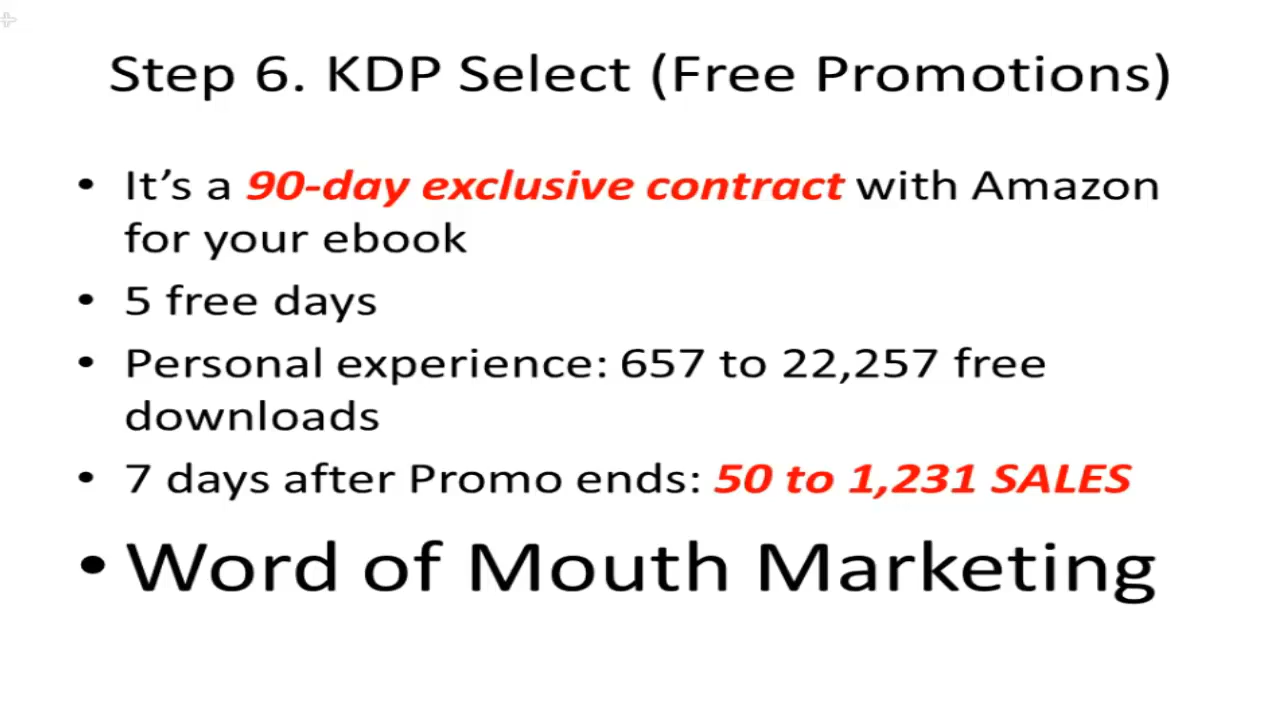 Step 6. KDP Select (Free Promotions)
• It’s a 90-day exclusive contract with Amazon
for your ebook
• 5 free days
• Personal experience: 657 to 22,257 free
downloads
• 7 days after Promo ends: 50 to 1,231 SALES
• Word of Mouth Marketing